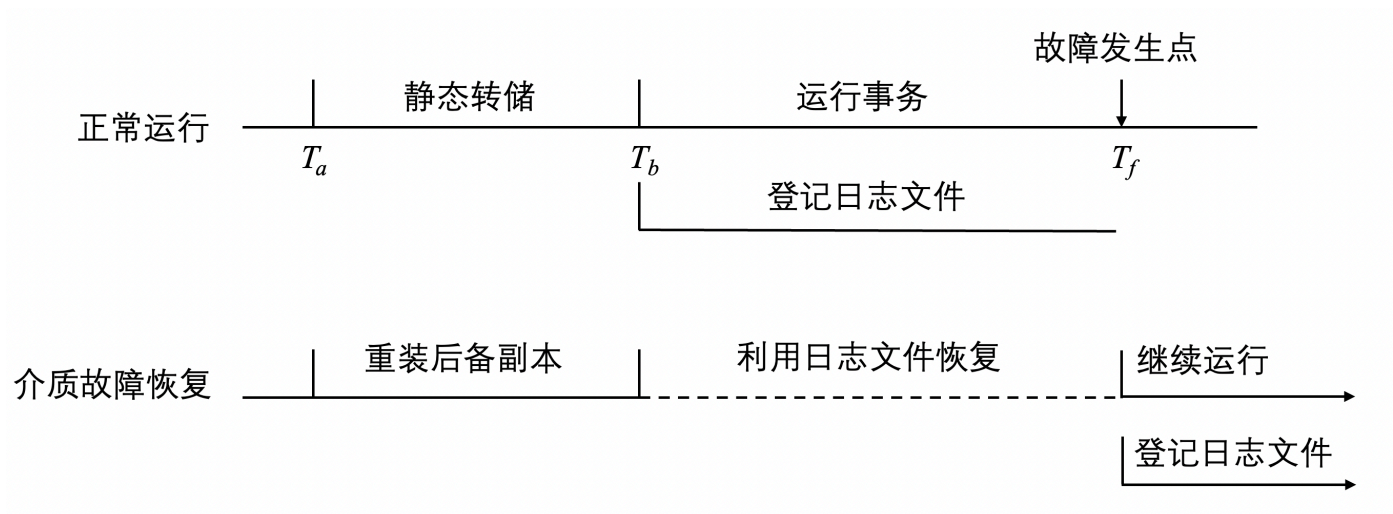 故障发生点
静态转储
运行事务
正常运行
Ta
Tb
Tf
登记日志文件
重装后备副本
利用日志文件恢复
继续运行
介质故障恢复
登记日志文件